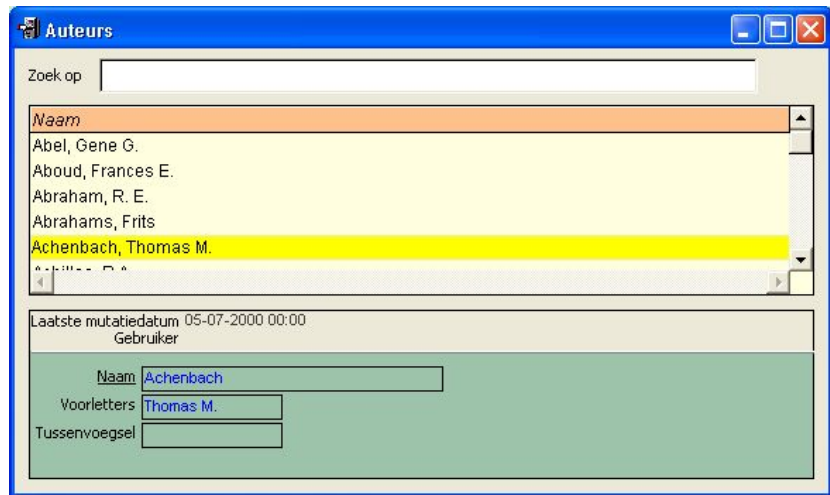 Auteurs
Zoek op
Naam
Abel, Gene G.
Aboud, Frances E.
Abraham, R. E.
Abrahams, Frits
Achenbach, Thomas M.
Laatste mutatiedatum 05-07-2000 00:00
Gebruiker
Naam Achenbach
Voorletters Thomas M.
Tussenvoegsel